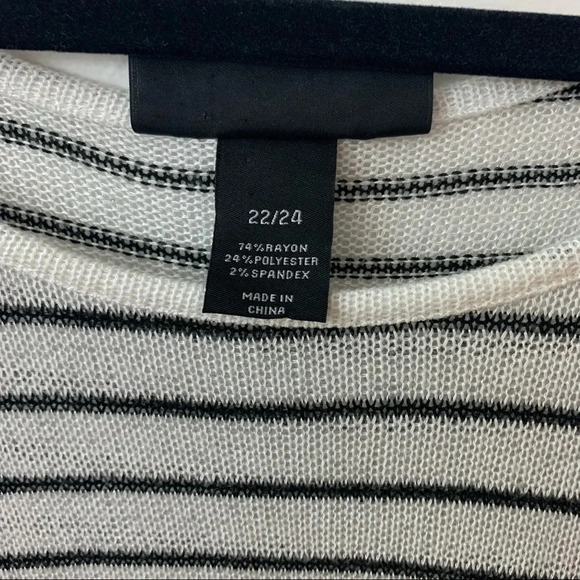 22/24
74%RAYON
24%POLYESTER
2%SPANDEX
MADE IN
CHINA